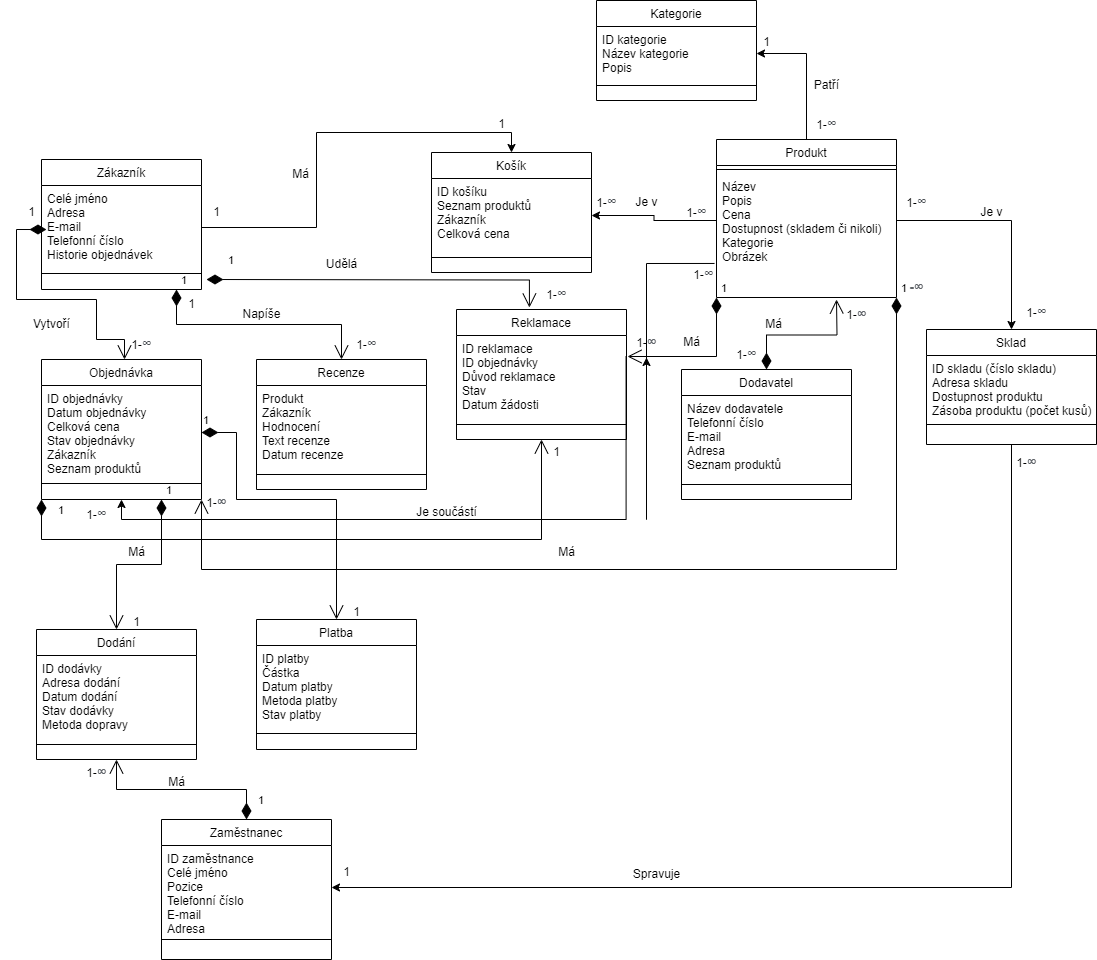 Kategorie
ID kategorie
Název kategorie
Popis
1
Patří
1-∞
Zákazník
Celé jméno
Adresa
E-mail
Telefonní číslo
Historie objednávek
1
1
1
Má
1
Košík
ID košíku
Seznam produktů
Zákazník
Celková cena
1-∞
Je v
1-∞
Produkt
Název
Popis
Cena
Dostupnost (skladem či nikoli)
Kategorie
Obrázek
1-∞
Je v
1-∞
1-∞
1
1-∞
1
Udělá
1-∞
1
Napíše
1-∞
Vytvoří
1-∞
Reklamace
ID reklamace
ID objednávky
Důvod reklamace
Stav
Datum žádosti
1-∞
Má
1
Má
1-∞
1-∞
Dodavatel
Název dodavatele
Telefonní číslo
E-mail
Adresa
Seznam produktů
Sklad
ID skladu (číslo skladu)
Adresa skladu
Dostupnost produktu
Zásoba produktu (počet kusů)
1-∞
Objednávka
ID objednávky
Datum objednávky
Celková cena
Stav objednávky
Zákazník
Seznam produktů
1
1
1
1-∞
1-∞
Recenze
Produkt
Zákazník
Hodnocení
Text recenze
Datum recenze
Je součástí
Má
Má
1
Dodání
ID dodávky
Adresa dodání
Datum dodání
Stav dodávky
Metoda dopravy
1
Platba
ID platby
Částka
Datum platby
Metoda platby
Stav platby
1-∞
Má
1
Zaměstnanec
ID zaměstnance
Celé jméno
Pozice
Telefonní číslo
E-mail
Adresa
1
Spravuje